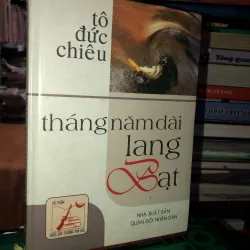 tô
đức
chiêu
tháng năm dài
lang
Bạt
NHÀ XUẤT BẢN
QUÂN ĐỘI NHÂN DÂN